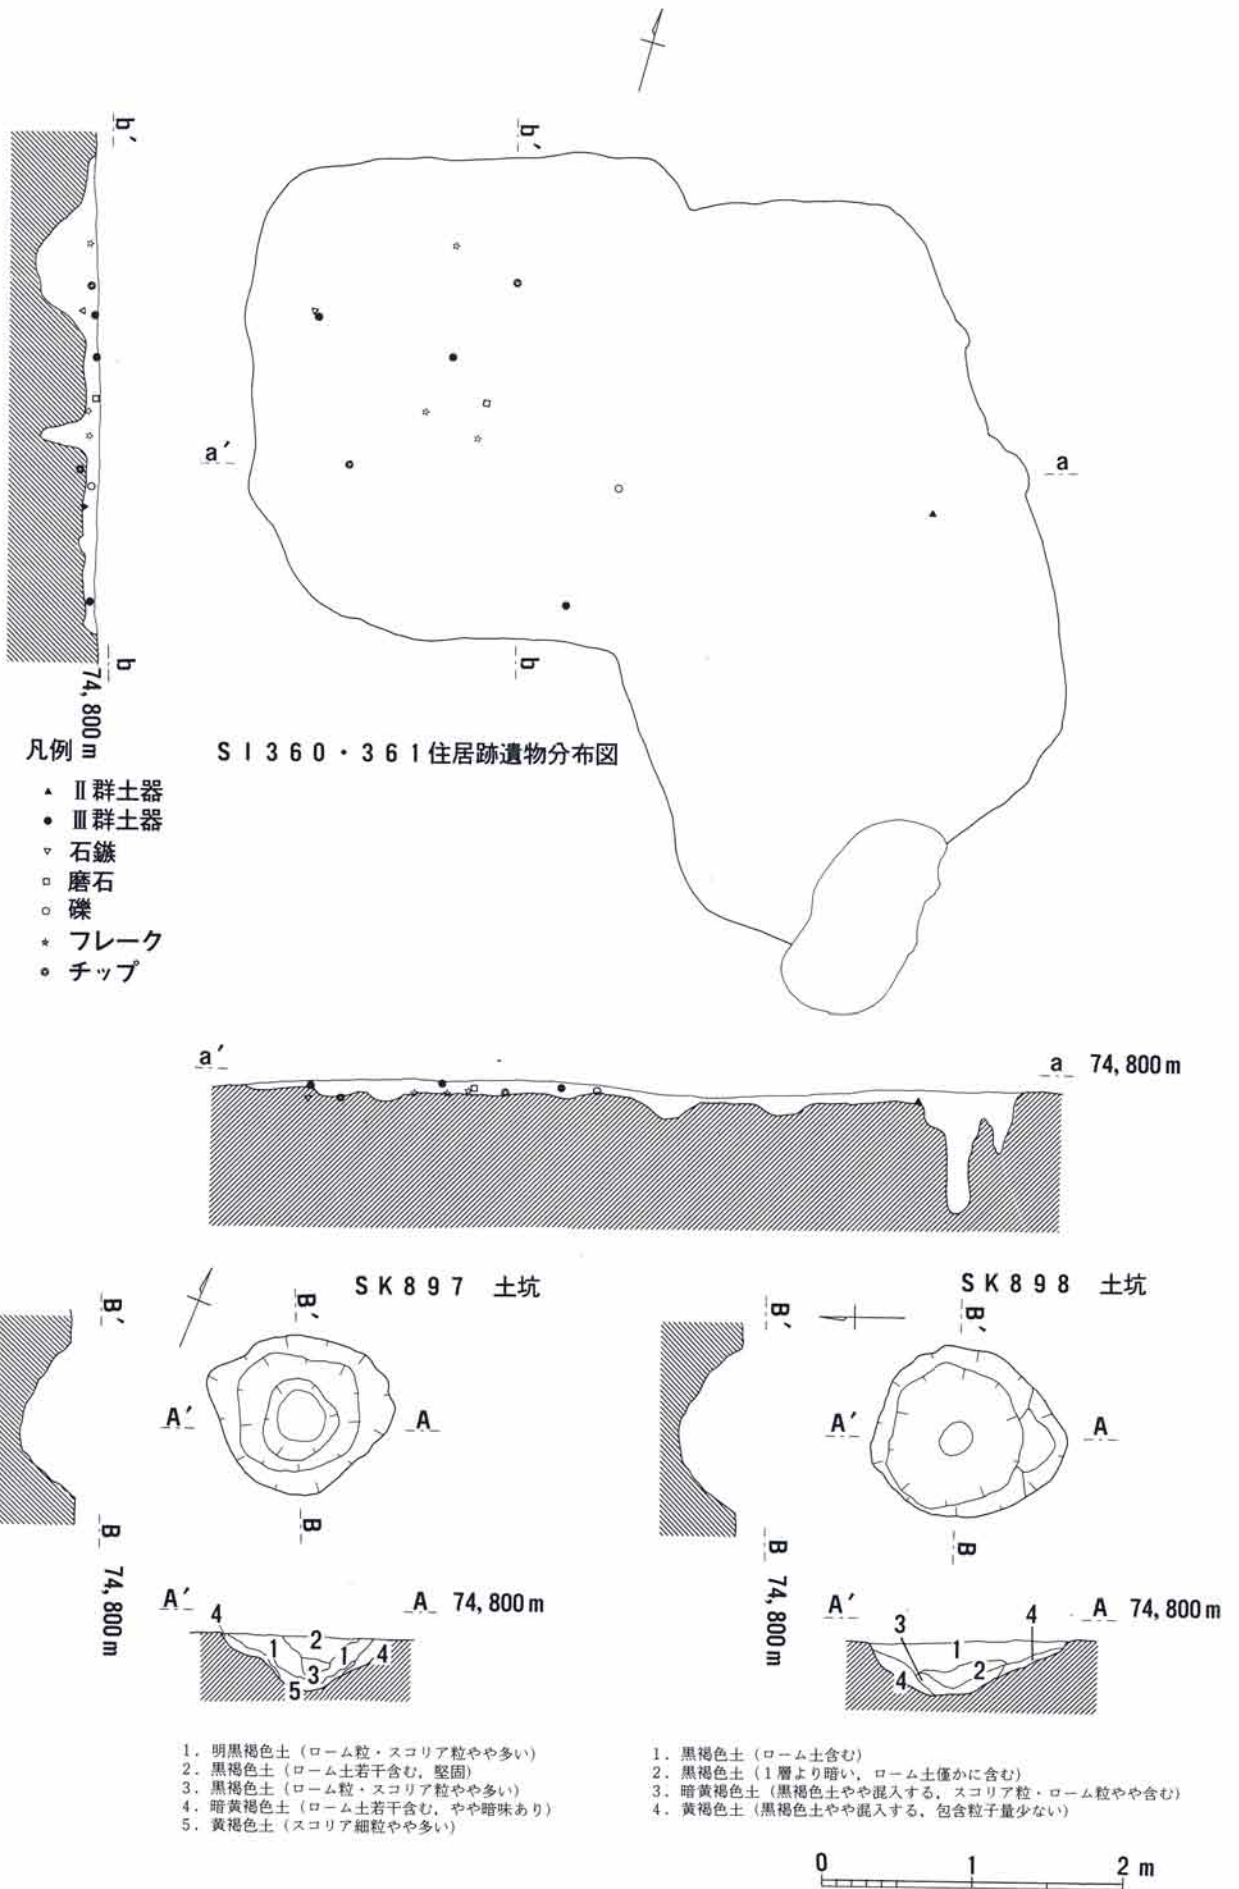 b′
b′
a′
a
b
b
74,800m
凡例
SI360・361住居跡遺物分布図
▲ Ⅱ群土器
● Ⅲ群土器
▽ 石鏃
□ 磨石
○ 礫
☆ フレーク
◎ チップ
a′
a 74,800m
SK897 土坑
SK898 土坑
B′
B′
B′
B′
A′
A
A′
A
B
B
74,800m
B
B
74,800m
A′
A 74,800m
4
1
2
1
4
3
5
A′
A 74,800m
3
4
1
2
4
1. 明黒褐色土（ローム粒・スコリア粒やや多い）
2. 黒褐色土（ローム土若干含む，堅固）
3. 黒褐色土（ローム粒・スコリア粒やや多い）
4. 暗黄褐色土（ローム土若干含む，やや暗味あり）
5. 黄褐色土（スコリア細粒やや多い）
1. 黒褐色土（ローム土含む）
2. 黒褐色土（1層より暗い，ローム土僅かに含む）
3. 暗黄褐色土（黒褐色土やや混入する，スコリア粒・ローム粒やや含む）
4. 黄褐色土（黒褐色土やや混入する，包含粒子量少ない）
0 1 2 m